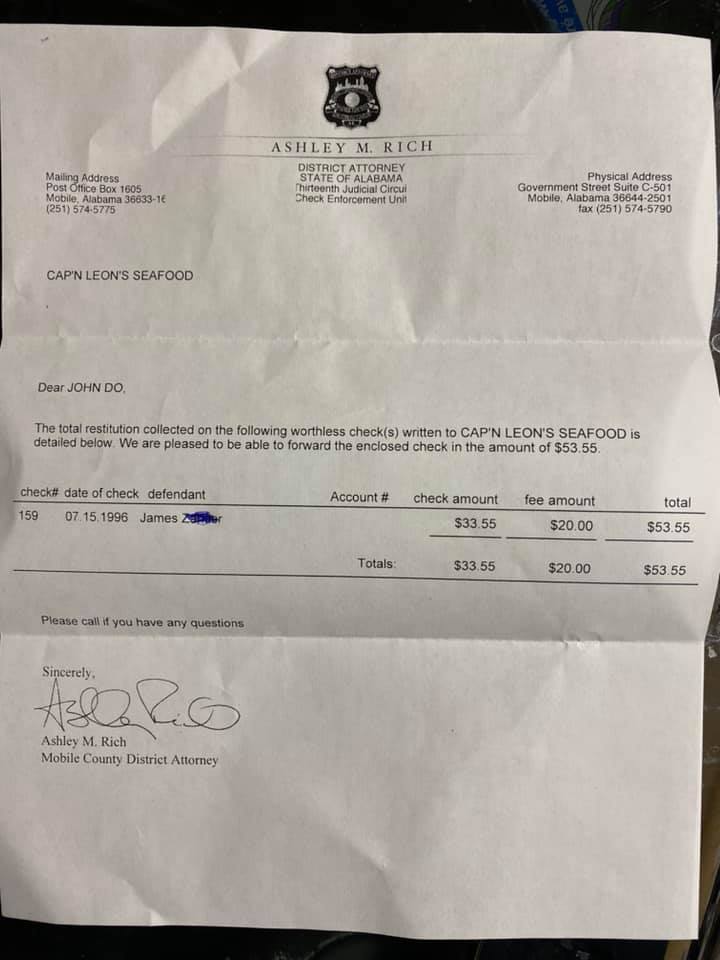 ASHLEY M. RICH
DISTRICT ATTORNEY
STATE OF ALABAMA
Thirteenth Judicial Circui
Check Enforcement Unit
Mailing Address
Post Office Box 1605
Mobile, Alabama 36633-16
(251) 574-5775
Physical Address
Government Street Suite C-501
Mobile, Alabama 36644-2501
fax (251) 574-5790
CAP'N LEON'S SEAFOOD
Dear JOHN DO,
The total restitution collected on the following worthless check(s) written to CAP'N LEON'S SEAFOOD is
detailed below. We are pleased to be able to forward the enclosed check in the amount of $53.55.
check# date of check defendant Account # check amount fee amount total
159 07.15.1996 James $33.55 $20.00 $53.55
Totals: $33.55 $20.00 $53.55
Please call if you have any questions
Sincerely,
Ashley M. Rich
Mobile County District Attorney